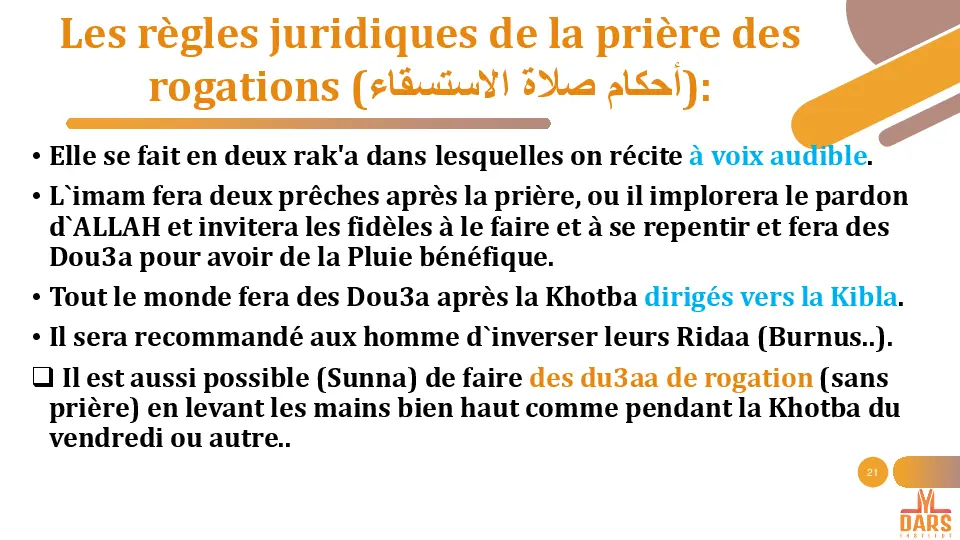 Les règles juridiques de la prière des
rogations (أحكام صلاة الاستسقاء):
• Elle se fait en deux rak'a dans lesquelles on récite à voix audible.
• L`imam fera deux prêches après la prière, ou il implorera le pardon
d`ALLAH et invitera les fidèles à le faire et à se repentir et fera des
Dou3a pour avoir de la Pluie bénéfique.
• Tout le monde fera des Dou3a après la Khotba dirigés vers la Kibla.
• Il sera recommandé aux homme d`inverser leurs Ridaa (Burnus..).
❑ Il est aussi possible (Sunna) de faire des du3aa de rogation (sans
prière) en levant les mains bien haut comme pendant la Khotba du
vendredi ou autre..
21
DARS
INSTITUT